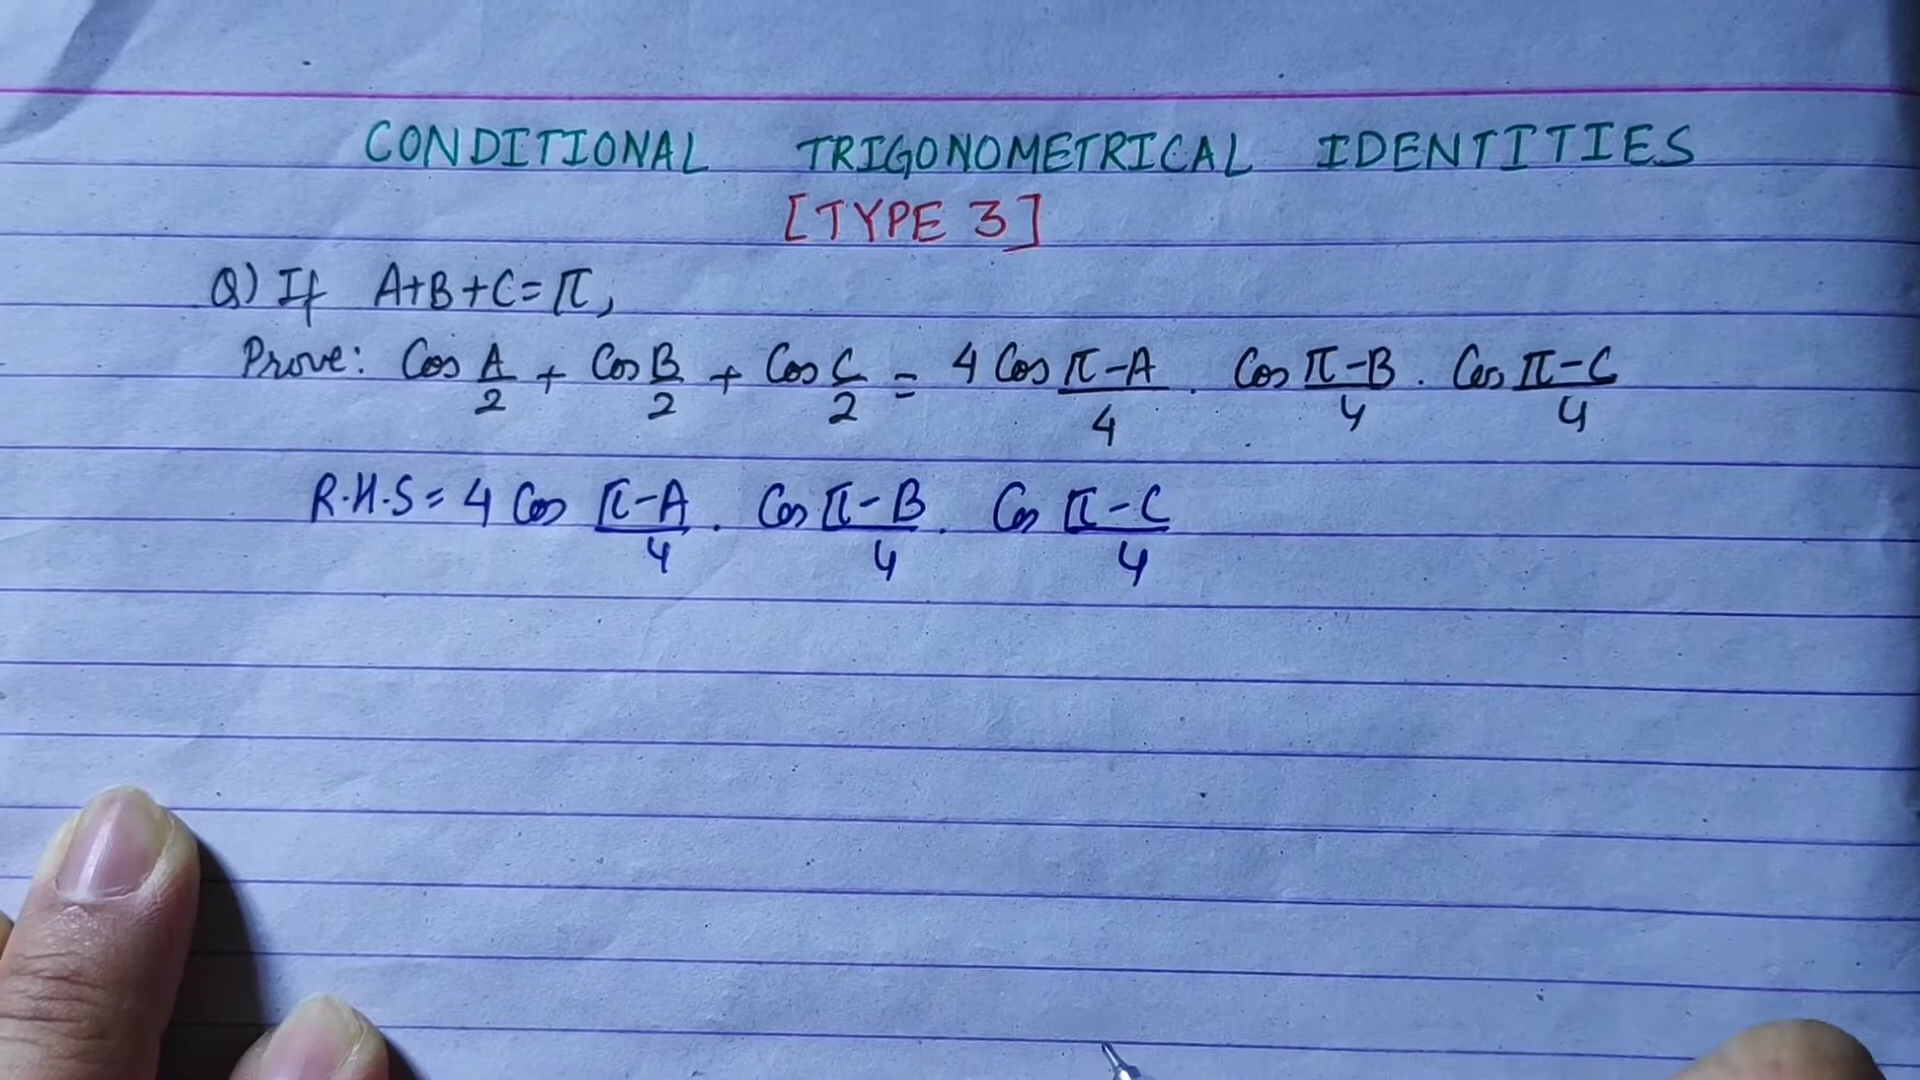 CONDITIONAL TRIGONOMETRICAL IDENTITIES
[TYPE 3]
Q) If A+B+C=π,
Prove: Cos A/2 + Cos B/2 + Cos C/2 = 4 Cos π-A/4 . Cos π-B/4 . Cos π-C/4
R.H.S = 4 Cos π-A/4 . Cos π-B/4 . Cos π-C/4